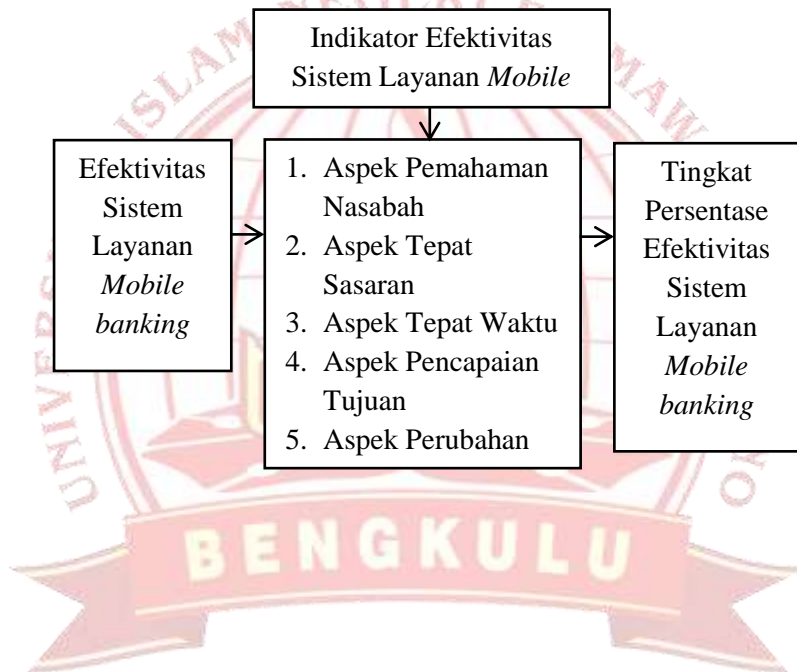 Indikator Efektivitas
Sistem Layanan Mobile
Efektivitas
Sistem
Layanan
Mobile
banking
1. Aspek Pemahaman
Nasabah
2. Aspek Tepat
Sasaran
3. Aspek Tepat Waktu
4. Aspek Pencapaian
Tujuan
5. Aspek Perubahan
Tingkat
Persentase
Efektivitas
Sistem
Layanan
Mobile
banking
BENGKULU